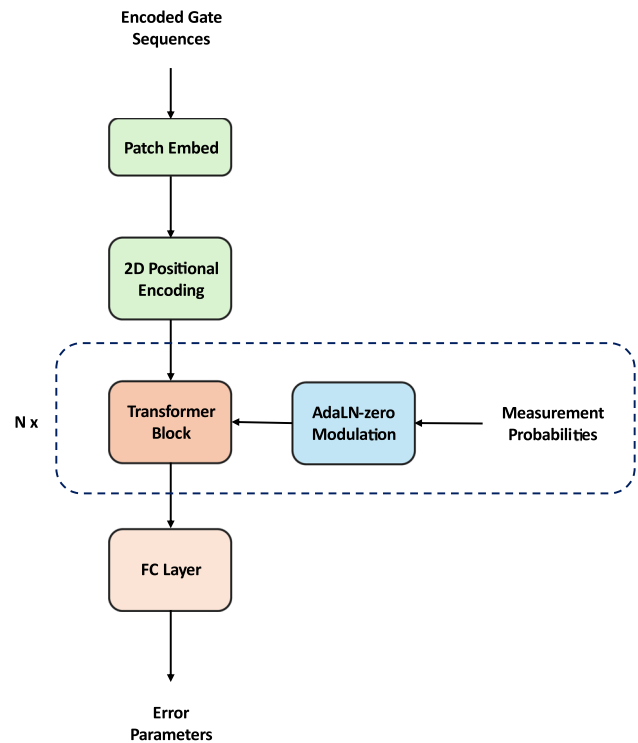 Encoded Gate
Sequences
Patch Embed
2D Positional
Encoding
N x
Transformer
Block
AdaLN-zero
Modulation
Measurement
Probabilities
FC Layer
Error
Parameters